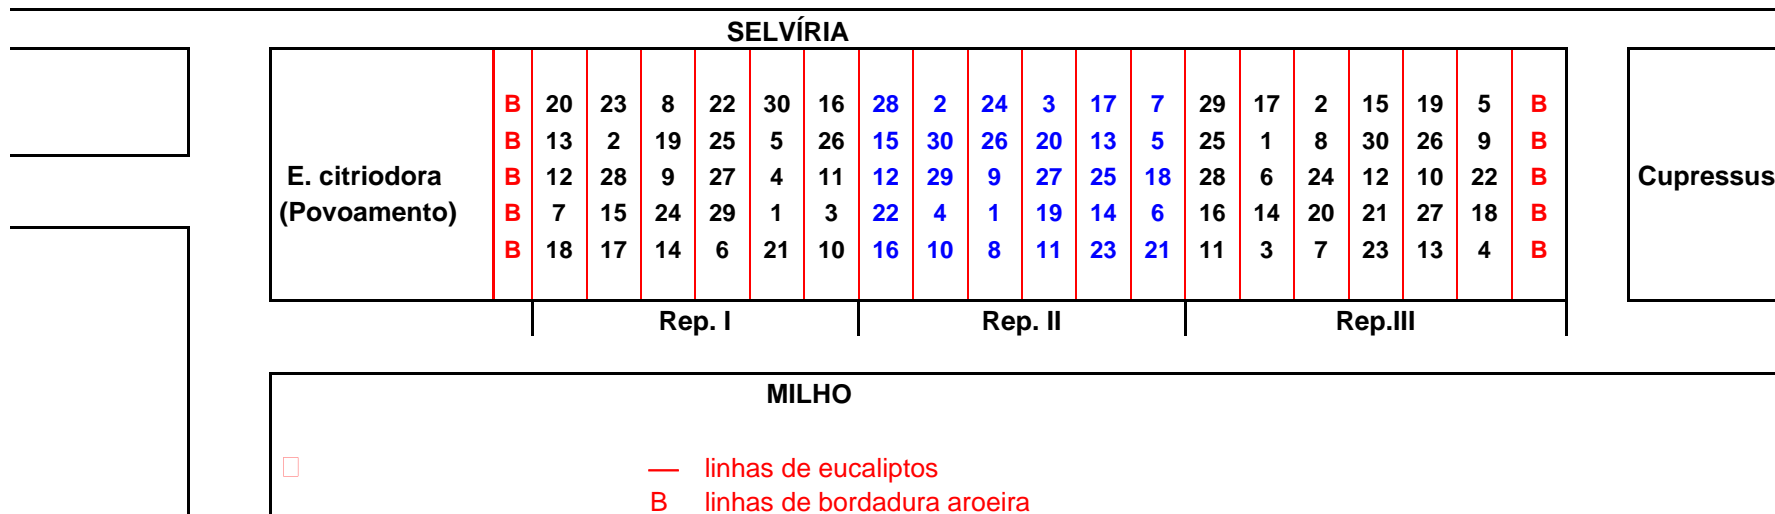 SELVÍRIA
B 20 23 8 22 30 16 28 2 24 3 17 7 29 17 2 15 19 5 B
B 13 2 19 25 5 26 15 30 26 20 13 5 25 1 8 30 26 9 B
E. citriodora B 12 28 9 27 4 11 12 29 9 27 25 18 28 6 24 12 10 22 B Cupressus
(Povoamento) B 7 15 24 29 1 3 22 4 1 19 14 6 16 14 20 21 27 18 B
B 18 17 14 6 21 10 16 10 8 11 23 21 11 3 7 23 13 4 B
Rep. I Rep. II Rep.III
MILHO
— linhas de eucaliptos
B linhas de bordadura aroeira